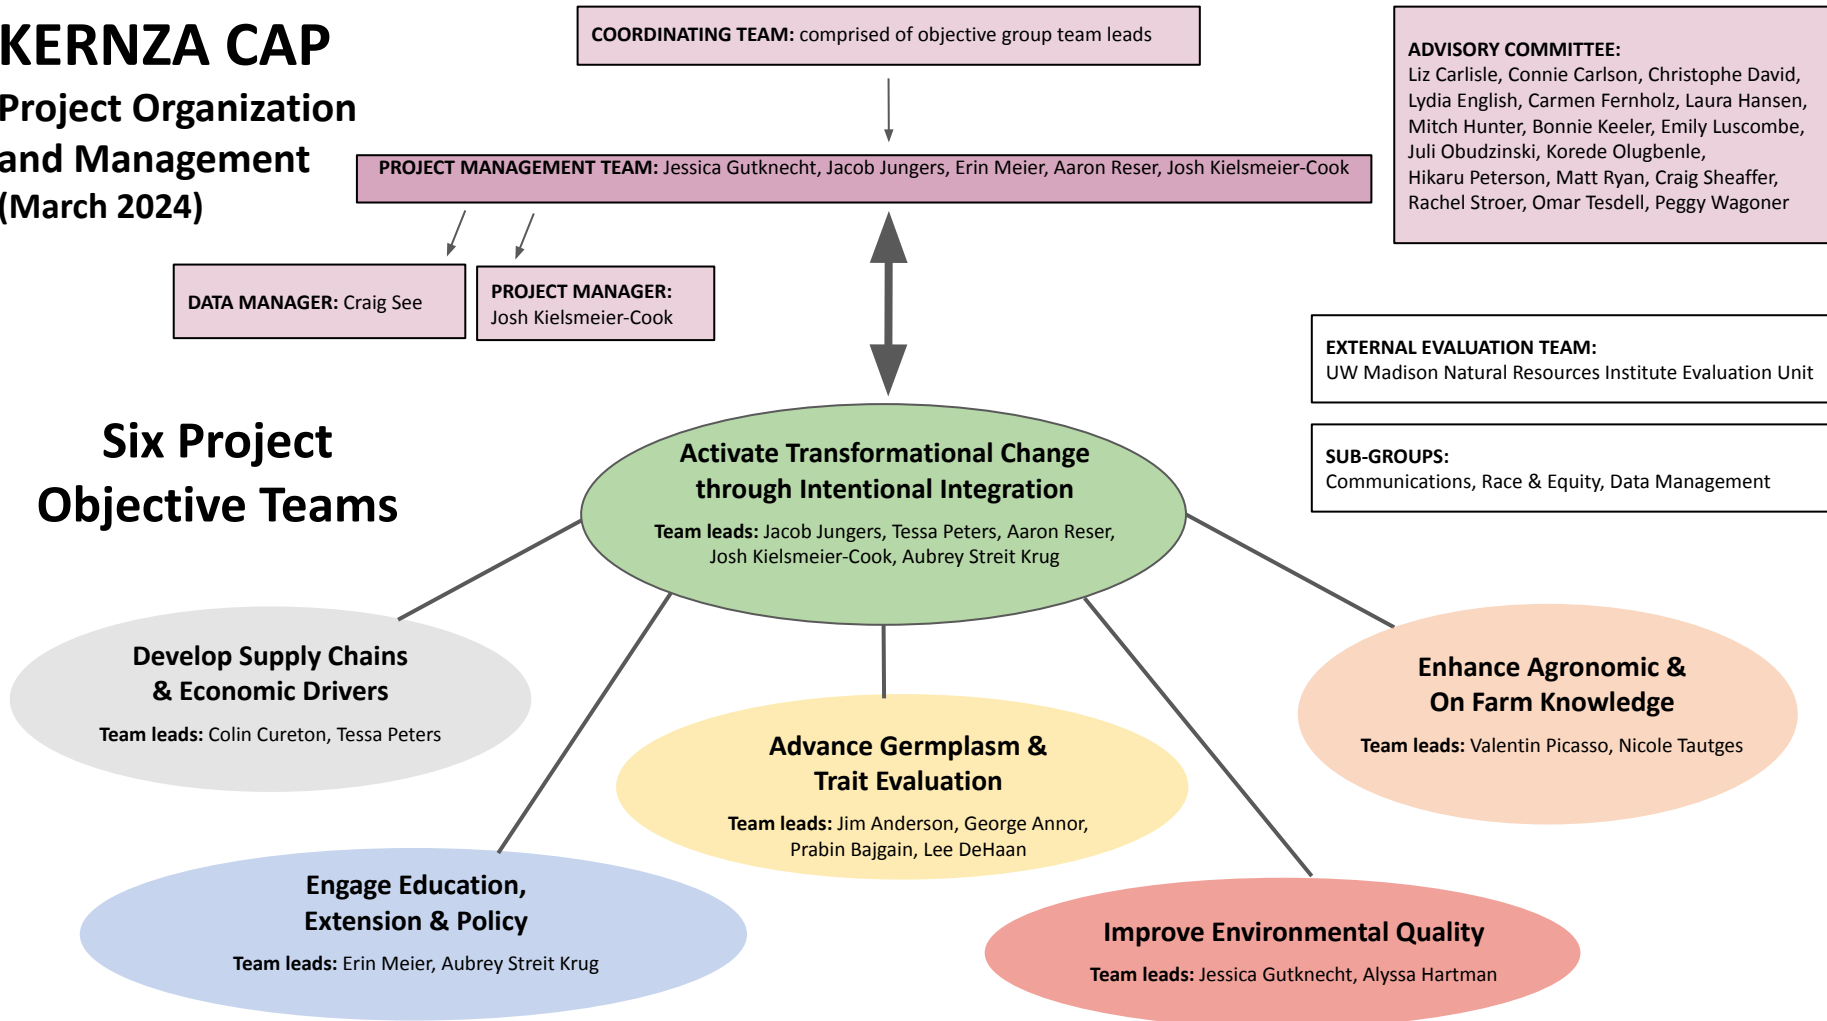 KERNZA CAP
Project Organization
and Management
(March 2024)
COORDINATING TEAM: comprised of objective group team leads
ADVISORY COMMITTEE:
Liz Carlisle, Connie Carlson, Christophe David,
Lydia English, Carmen Fernholz, Laura Hansen,
Mitch Hunter, Bonnie Keeler, Emily Luscombe,
Juli Obudzinski, Korede Olugbenle,
Hikaru Peterson, Matt Ryan, Craig Sheaffer,
Rachel Stroer, Omar Tesdell, Peggy Wagoner
PROJECT MANAGEMENT TEAM: Jessica Gutknecht, Jacob Jungers, Erin Meier, Aaron Reser, Josh Kielsmeier-Cook
DATA MANAGER: Craig See
PROJECT MANAGER:
Josh Kielsmeier-Cook
EXTERNAL EVALUATION TEAM:
UW Madison Natural Resources Institute Evaluation Unit
SUB-GROUPS:
Communications, Race & Equity, Data Management
Six Project
Objective Teams
Activate Transformational Change
through Intentional Integration
Team leads: Jacob Jungers, Tessa Peters, Aaron Reser,
Josh Kielsmeier-Cook, Aubrey Streit Krug
Develop Supply Chains
& Economic Drivers
Team leads: Colin Cureton, Tessa Peters
Enhance Agronomic &
On Farm Knowledge
Team leads: Valentin Picasso, Nicole Tautges
Advance Germplasm &
Trait Evaluation
Team leads: Jim Anderson, George Annor,
Prabin Bajgain, Lee DeHaan
Engage Education,
Extension & Policy
Team leads: Erin Meier, Aubrey Streit Krug
Improve Environmental Quality
Team leads: Jessica Gutknecht, Alyssa Hartman